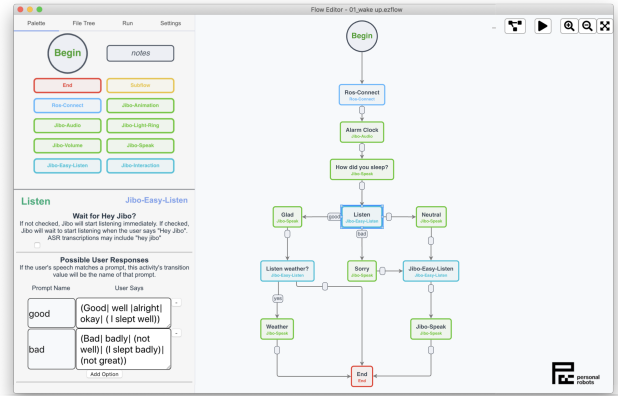 Flow Editor - 01_wake up.ezflow
Palette File Tree Run Settings
Begin
notes
End Subflow
Ros-Connect Jibo-Animation
Jibo-Audio Jibo-Light-Ring
Jibo-Volume Jibo-Speak
Jibo-Easy-Listen Jibo-Interaction
Listen Jibo-Easy-Listen
Wait for Hey Jibo?
If not checked, Jibo will start listening immediately. If checked,
Jibo will wait to start listening when the user says "Hey Jibo".
ASR transcriptions may include "hey jibo"
Possible User Responses
If the user's speech matches a prompt, this activity's transition
value will be the name of that prompt.
Prompt Name User Says
good
(Good| well |alright|
okay| ( I slept well))
-
bad
(Bad| badly| (not
well)| (I slept badly)|
(not great))
-
Add Option
Begin
Ros-Connect
Ros-Connect
Alarm Clock
Jibo-Audio
How did you sleep?
Jibo-Speak
Glad
Jibo-Speak
good
Listen
Jibo-Easy-Listen
Neutral
Jibo-Speak
bad
Listen weather?
Jibo-Easy-Listen
Sorry
Jibo-Speak
Jibo-Easy-Listen
Jibo-Easy-Listen
yes
Weather
Jibo-Speak
Jibo-Speak
Jibo-Speak
End
End
personal
robots